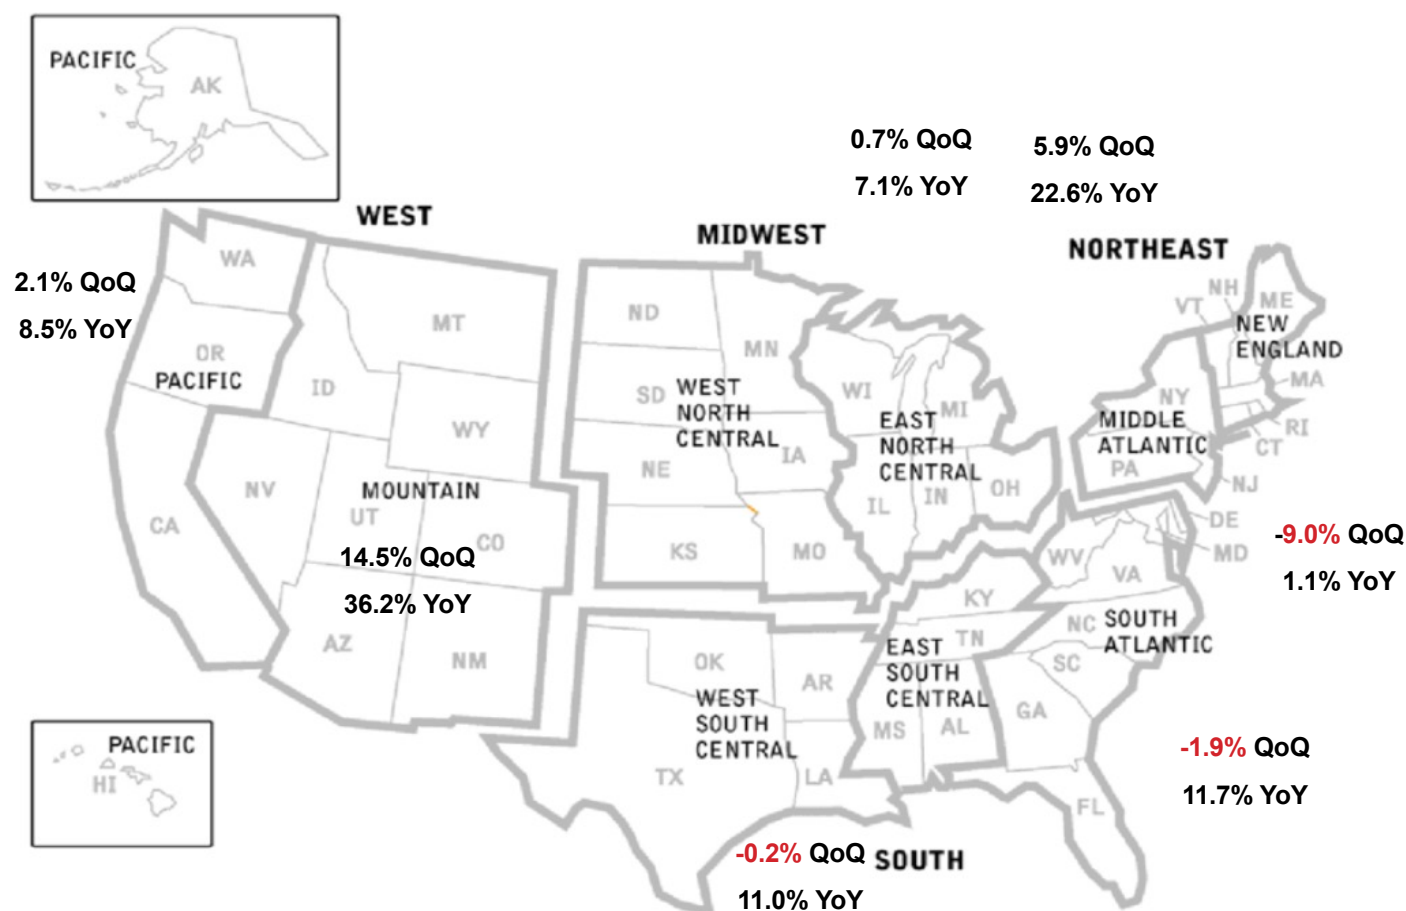 PACIFIC
AK
0.7% QoQ
7.1% YoY
5.9% QoQ
22.6% YoY
WEST
MIDWEST
NORTHEAST
2.1% QoQ
8.5% YoY
WA
OR
PACIFIC
CA
MT
ID
WY
NV
MOUNTAIN
UT
CO
14.5% QoQ
36.2% YoY
AZ
NM
ND
MN
SD
WEST
NORTH
CENTRAL
NE
IA
KS
MO
WI
MI
EAST
NORTH
CENTRAL
IL
IN
OH
VT
NH
ME
NEW
ENGLAND
NY
MIDDLE
ATLANTIC
PA
MA
RI
CT
NJ
DE
MD
-9.0% QoQ
1.1% YoY
WV
VA
KY
NC
SOUTH
ATLANTIC
TN
EAST
SOUTH
CENTRAL
SC
MS
AL
GA
FL
OK
AR
WEST
SOUTH
CENTRAL
TX
LA
-1.9% QoQ
11.7% YoY
-0.2% QoQ
11.0% YoY
SOUTH
PACIFIC
HI